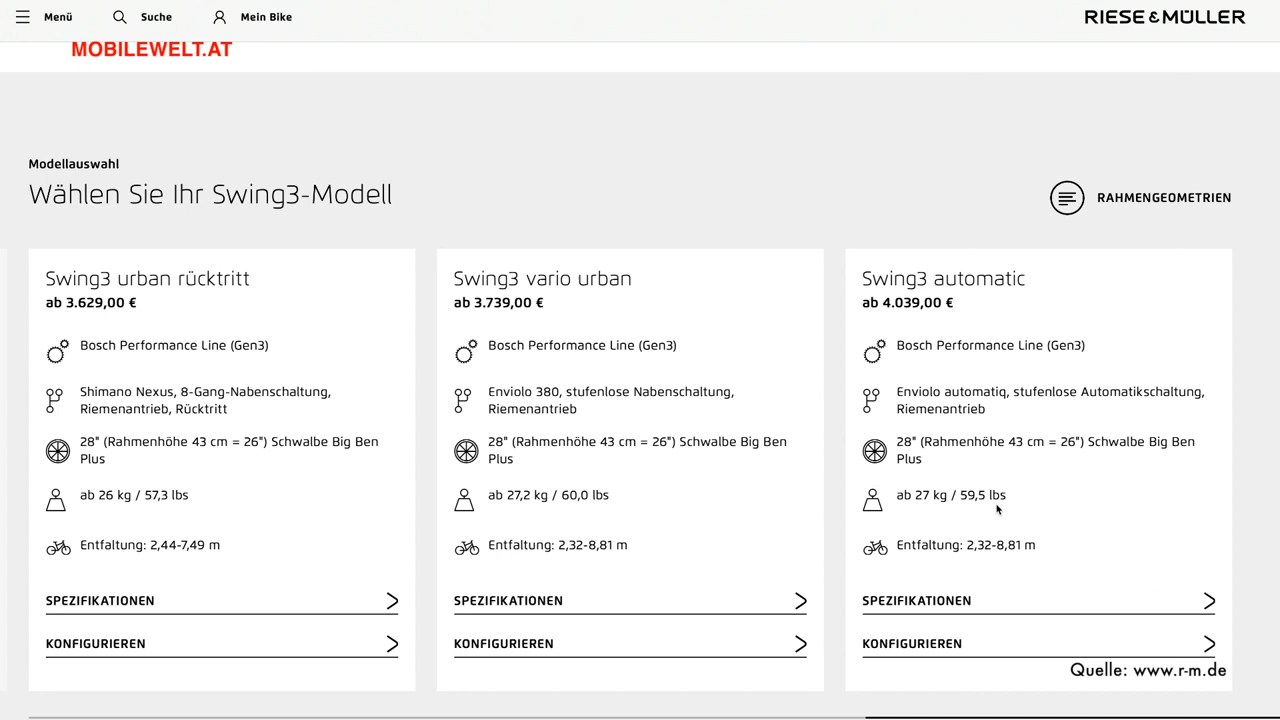 Menü
Suche
Mein Bike
RIESE & MÜLLER
MOBILEWELT.AT
Modellauswahl
Wählen Sie Ihr Swing3-Modell
RAHMENGEOMETRIEN
Swing3 urban rücktritt
ab 3.629,00 €
Bosch Performance Line (Gen3)
Shimano Nexus, 8-Gang-Nabenschaltung,
Riemenantrieb, Rücktritt
28" (Rahmenhöhe 43 cm = 26") Schwalbe Big Ben
Plus
ab 26 kg / 57,3 lbs
Entfaltung: 2,44-7,49 m
SPEZIFIKATIONEN
KONFIGURIEREN
Swing3 vario urban
ab 3.739,00 €
Bosch Performance Line (Gen3)
Enviolo 380, stufenlose Nabenschaltung,
Riemenantrieb
28" (Rahmenhöhe 43 cm = 26") Schwalbe Big Ben
Plus
ab 27,2 kg / 60,0 lbs
Entfaltung: 2,32-8,81 m
SPEZIFIKATIONEN
KONFIGURIEREN
Swing3 automatic
ab 4.039,00 €
Bosch Performance Line (Gen3)
Enviolo automatiq, stufenlose Automatikschaltung,
Riemenantrieb
28" (Rahmenhöhe 43 cm = 26") Schwalbe Big Ben
Plus
ab 27 kg / 59,5 lbs
Entfaltung: 2,32-8,81 m
SPEZIFIKATIONEN
KONFIGURIEREN
Quelle: www.r-m.de